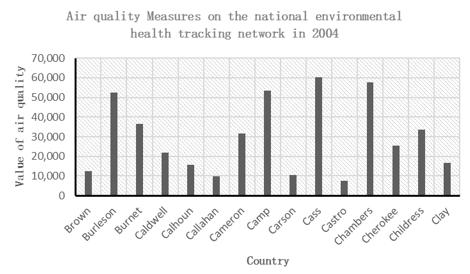 Air quality Measures on the national environmental
health tracking network in 2004
Value of air quality
70,000
60,000
50,000
40,000
30,000
20,000
10,000
0
Brown
Burleson
Burnet
Caldwell
Calhoun
Callahan
Cameron
Camp
Carson
Cass
Castro
Chambers
Cherokee
Childress
Clay
Country